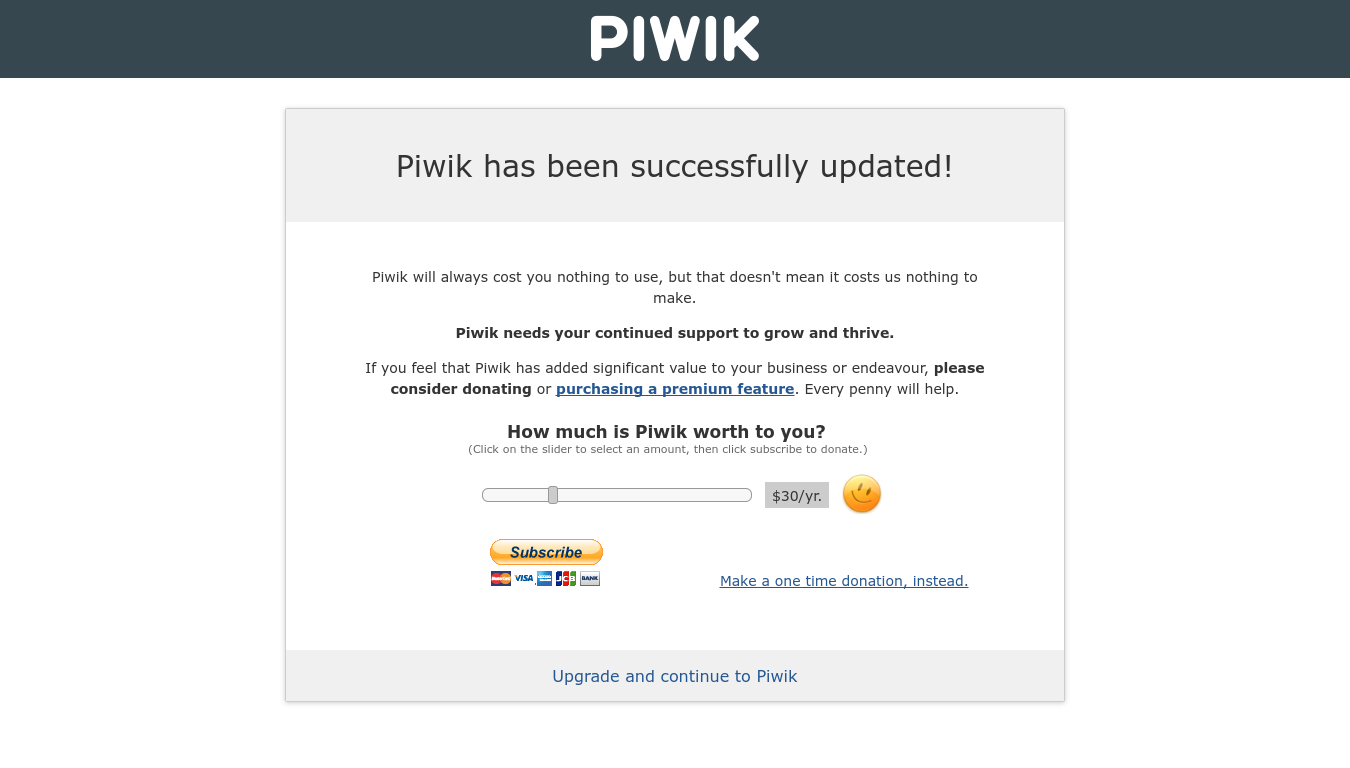 PIWIK
Piwik has been successfully updated!
Piwik will always cost you nothing to use, but that doesn't mean it costs us nothing to
make.
Piwik needs your continued support to grow and thrive.
If you feel that Piwik has added significant value to your business or endeavour, please
consider donating or purchasing a premium feature. Every penny will help.
How much is Piwik worth to you?
(Click on the slider to select an amount, then click subscribe to donate.)
$30/yr.
Subscribe
MasterCard VISA JCB BANK
Make a one time donation, instead.
Upgrade and continue to Piwik